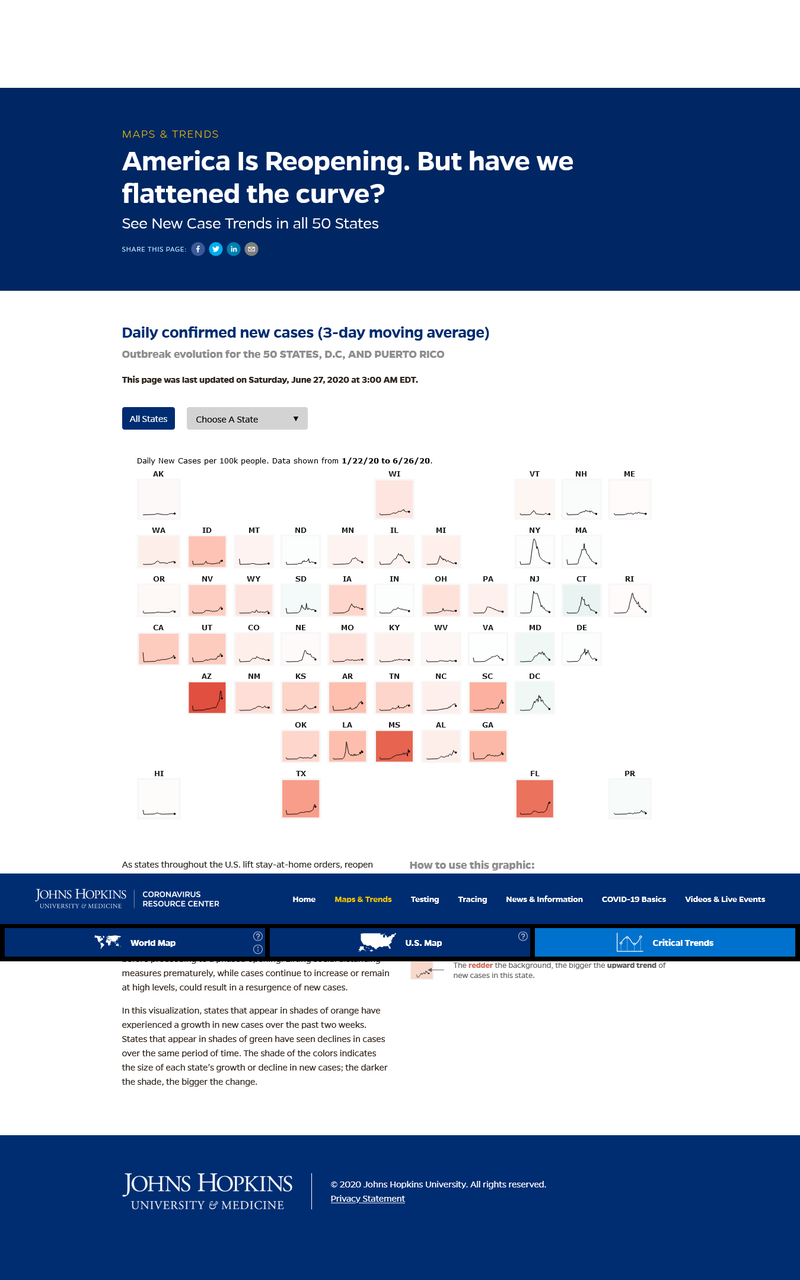 MAPS & TRENDS
America Is Reopening. But have we
flattened the curve?
See New Case Trends in all 50 States
SHARE THIS PAGE:
Daily confirmed new cases (3-day moving average)
Outbreak evolution for the 50 STATES, D.C, AND PUERTO RICO
This page was last updated on Saturday, June 27, 2020 at 3:00 AM EDT.
All States Choose A State
Daily New Cases per 100k people. Data shown from 1/22/20 to 6/26/20.
AK WI VT NH ME
WA ID MT ND MN IL MI NY MA
OR NV WY SD IA IN OH PA NJ CT RI
CA UT CO NE MO KY WV VA MD DE
AZ NM KS AR TN NC SC DC
OK LA MS AL GA
HI TX FL PR
As states throughout the U.S. lift stay-at-home orders, reopen
How to use this graphic:
JOHNS HOPKINS
UNIVERSITY & MEDICINE
CORONAVIRUS
RESOURCE CENTER
Home Maps & Trends Testing Tracing News & Information COVID-19 Basics Videos & Live Events
World Map U.S. Map Critical Trends
measures prematurely, while cases continue to increase or remain
at high levels, could result in a resurgence of new cases.
The redder the background, the bigger the upward trend of
new cases in this state.
In this visualization, states that appear in shades of orange have
experienced a growth in new cases over the past two weeks.
States that appear in shades of green have seen declines in cases
over the same period of time. The shade of the colors indicates
the size of each state's growth or decline in new cases; the darker
the shade, the bigger the change.
JOHNS HOPKINS
UNIVERSITY & MEDICINE
© 2020 Johns Hopkins University. All rights reserved.
Privacy Statement